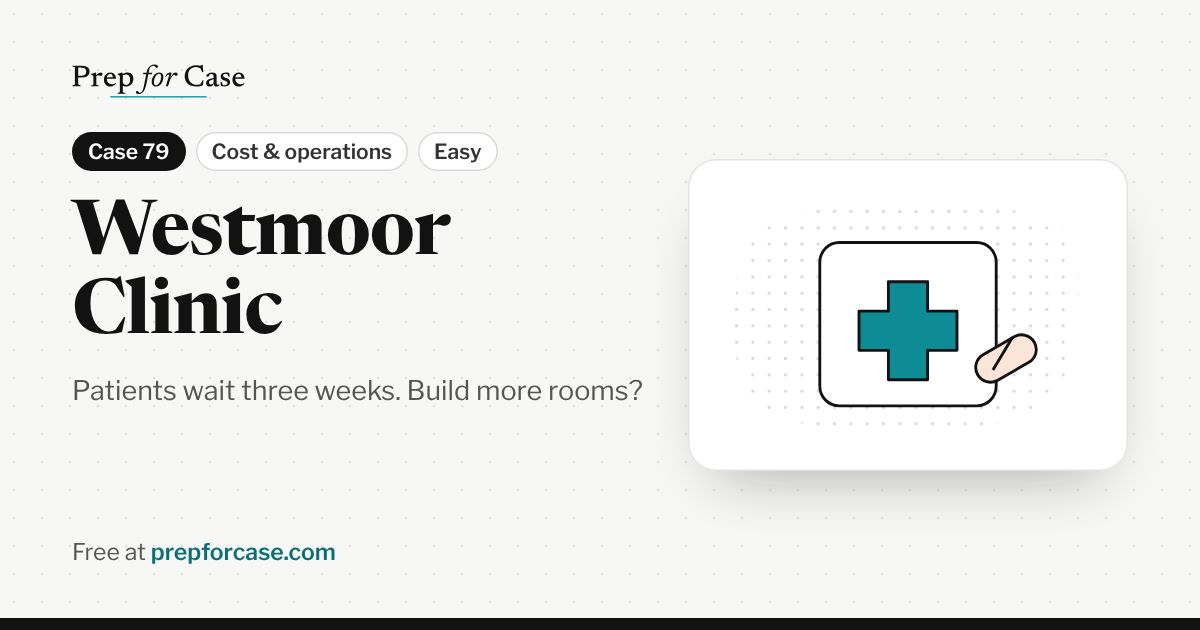 Prep for Case
Case 79
Cost & operations
Easy
Westmoor
Clinic
Patients wait three weeks. Build more rooms?
Free at prepforcase.com